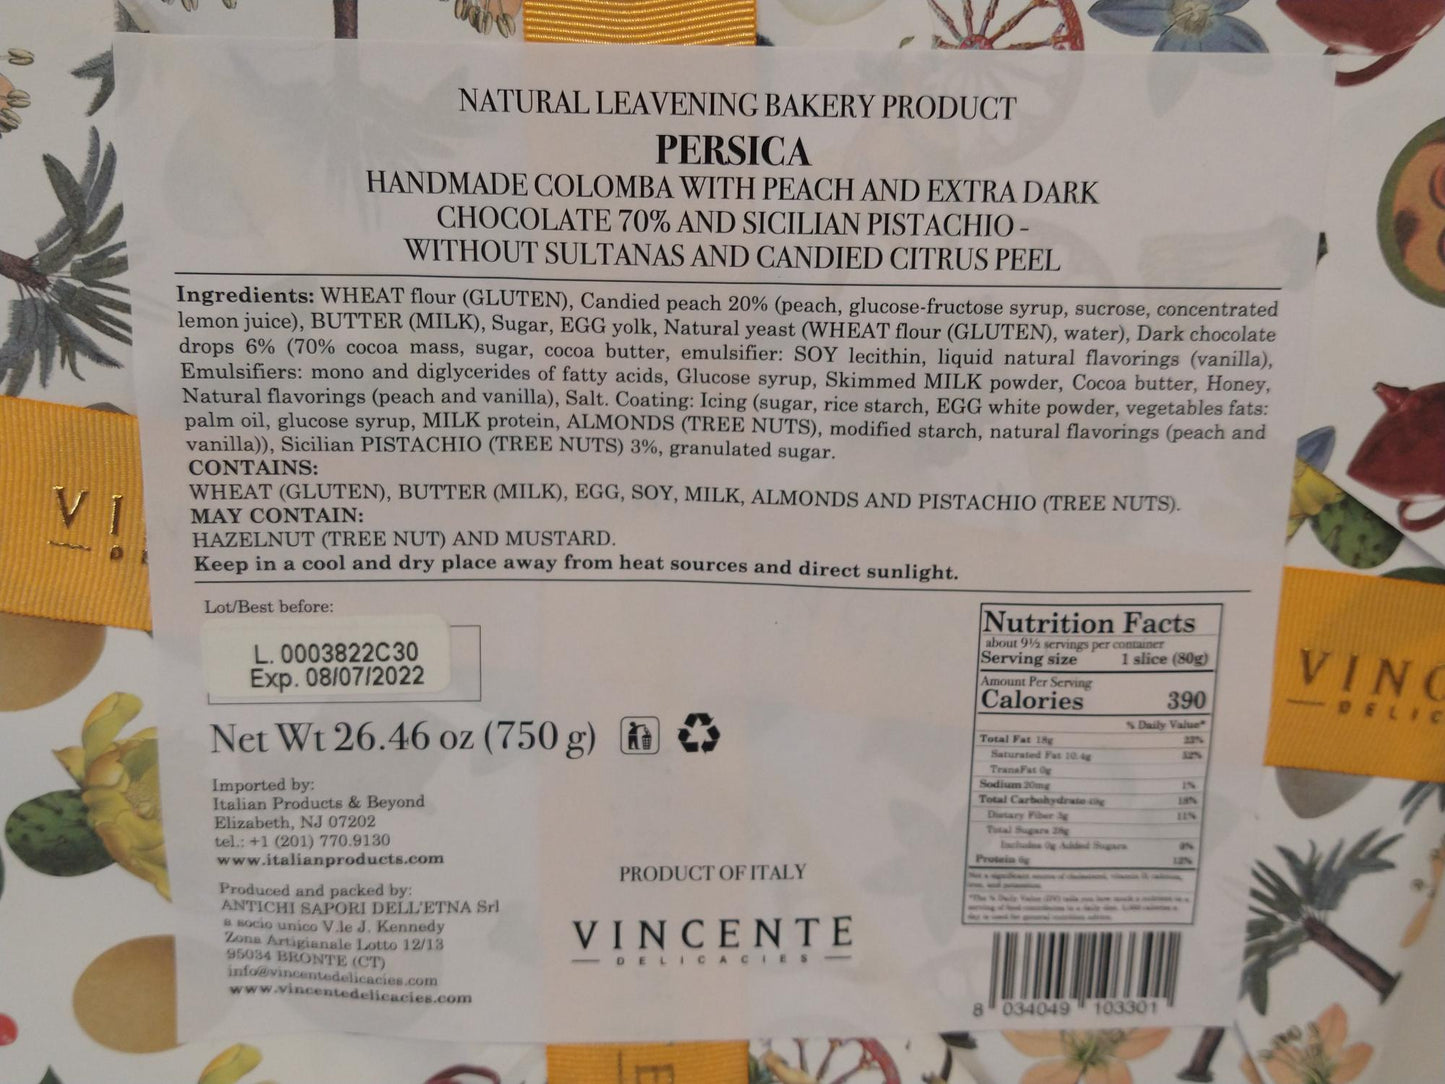 NATURAL LEAVENING BAKERY PRODUCT
PERSICA
HANDMADE COLOMBA WITH PEACH AND EXTRA DARK
CHOCOLATE 70% AND SICILIAN PISTACHIO -
WITHOUT SULTANAS AND CANDIED CITRUS PEEL
Ingredients: WHEAT flour (GLUTEN), Candied peach 20% (peach, glucose-fructose syrup, sucrose, concentrated
lemon juice), BUTTER (MILK), Sugar, EGG yolk, Natural yeast (WHEAT flour (GLUTEN), water), Dark chocolate
drops 6% (70% cocoa mass, sugar, cocoa butter, emulsifier: SOY lecithin, liquid natural flavorings (vanilla),
Emulsifiers: mono and diglycerides of fatty acids, Glucose syrup, Skimmed MILK powder, Cocoa butter, Honey,
Natural flavorings (peach and vanilla), Salt. Coating: Icing (sugar, rice starch, EGG white powder, vegetables fats:
palm oil, glucose syrup, MILK protein, ALMONDS (TREE NUTS), modified starch, natural flavorings (peach and
vanilla)), Sicilian PISTACHIO (TREE NUTS) 3%, granulated sugar.
CONTAINS:
WHEAT (GLUTEN), BUTTER (MILK), EGG, SOY, MILK, ALMONDS AND PISTACHIO (TREE NUTS).
MAY CONTAIN:
HAZELNUT (TREE NUT) AND MUSTARD.
Keep in a cool and dry place away from heat sources and direct sunlight.
VI
Lot/Best before:
L. 0003822C30
Exp. 08/07/2022
Net Wt 26.46 oz (750 g)
Imported by:
Italian Products & Beyond
Elizabeth, NJ 07202
tel.: +1 (201) 770.9130
www.italianproducts.com
Produced and packed by:
ANTICHI SAPORI DELL'ETNA Srl
a socio unico V.le J. Kennedy
Zona Artigianale Lotto 12/13
95034 BRONTE (CT)
info@vincentedelicacies.com
www.vincentedelicacies.com
PRODUCT OF ITALY
VINCENTE
DELICACIES
Nutrition Facts
about 9½ servings per container
Serving size 1 slice (80g)
Amount Per Serving
Calories 390
% Daily Value*
Total Fat 18g 23%
Saturated Fat 10.4g 52%
TransFat 0g
Sodium 20mg 1%
Total Carbohydrate 18%
Dietary Fiber 3g 11%
Total Sugars 28g
Includes 0g Added Sugars 0%
Protein 6g 12%
8 034049 103301
VINC
DELIC